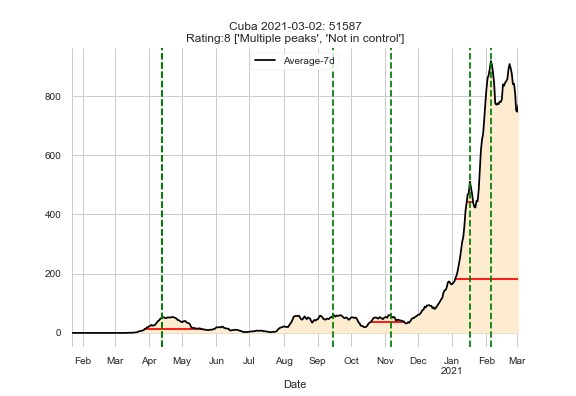 Cuba 2021-03-02: 51587
Rating:8 ['Multiple peaks', 'Not in control']
Average-7d
800
600
400
200
0
Feb Mar Apr May Jun Jul Aug Sep Oct Nov Dec Jan Feb Mar
2021
Date